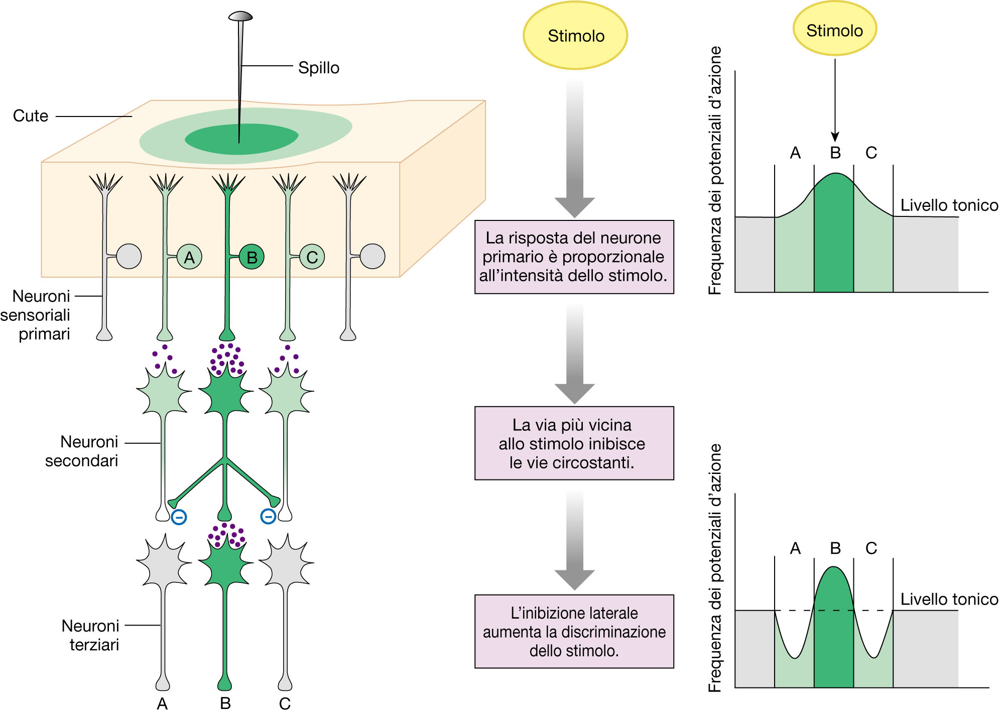 Spillo
Cute
A
B
C
Neuroni
sensoriali
primari
Neuroni
secondari
Neuroni
terziari
A
B
C
Stimolo
La risposta del neurone
primario è proporzionale
all’intensità dello stimolo.
La via più vicina
allo stimolo inibisce
le vie circostanti.
L’inibizione laterale
aumenta la discriminazione
dello stimolo.
Stimolo
Frequenza dei potenziali d’azione
A
B
C
Livello tonico
Frequenza dei potenziali d’azione
A
B
C
Livello tonico